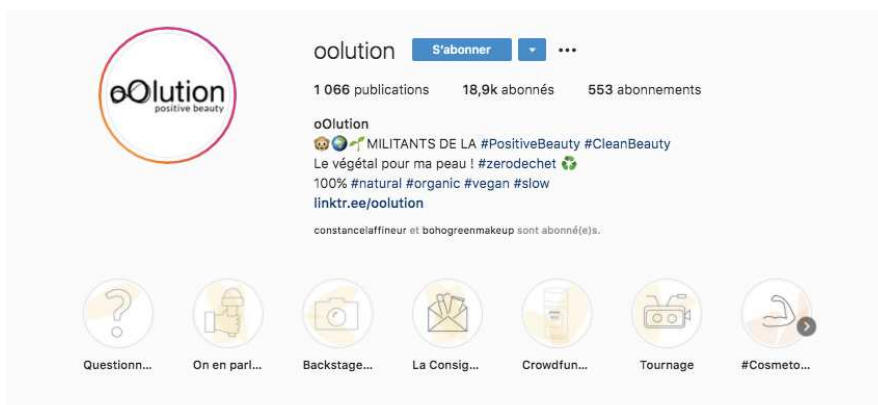 oOlution
positive beauty
oolution S'abonner
1 066 publications 18,9k abonnés 553 abonnements
oOlution
🐵🌍🌱MILITANTS DE LA #PositiveBeauty #CleanBeauty
Le végétal pour ma peau ! #zerodechet ♻️
100% #natural #organic #vegan #slow
linktr.ee/oolution
constancelaffineur et bohogreenmakeup sont abonné(e)s.
Questionn... On en parl... Backstage... La Consig... Crowdfun... Tournage #Cosmeto...